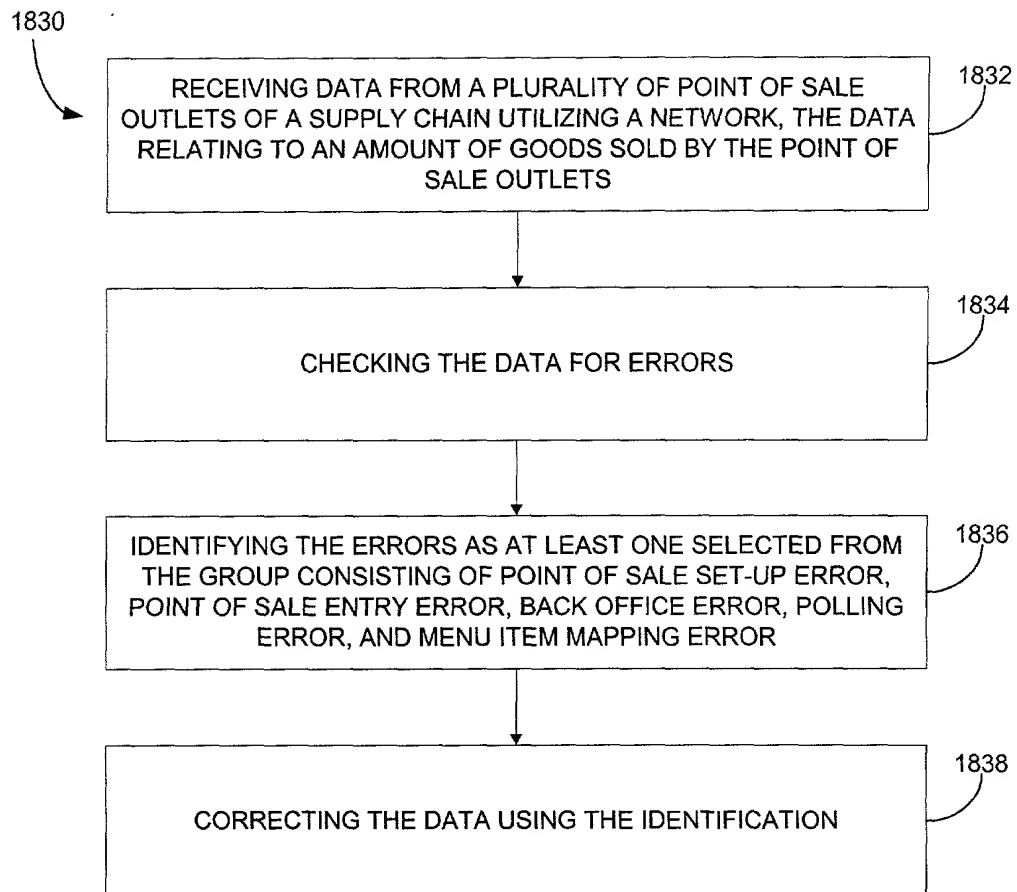 1830
RECEIVING DATA FROM A PLURALITY OF POINT OF SALE
OUTLETS OF A SUPPLY CHAIN UTILIZING A NETWORK, THE DATA
RELATING TO AN AMOUNT OF GOODS SOLD BY THE POINT OF
SALE OUTLETS
1832
CHECKING THE DATA FOR ERRORS
1834
IDENTIFYING THE ERRORS AS AT LEAST ONE SELECTED FROM
THE GROUP CONSISTING OF POINT OF SALE SET-UP ERROR,
POINT OF SALE ENTRY ERROR, BACK OFFICE ERROR, POLLING
ERROR, AND MENU ITEM MAPPING ERROR
1836
CORRECTING THE DATA USING THE IDENTIFICATION
1838